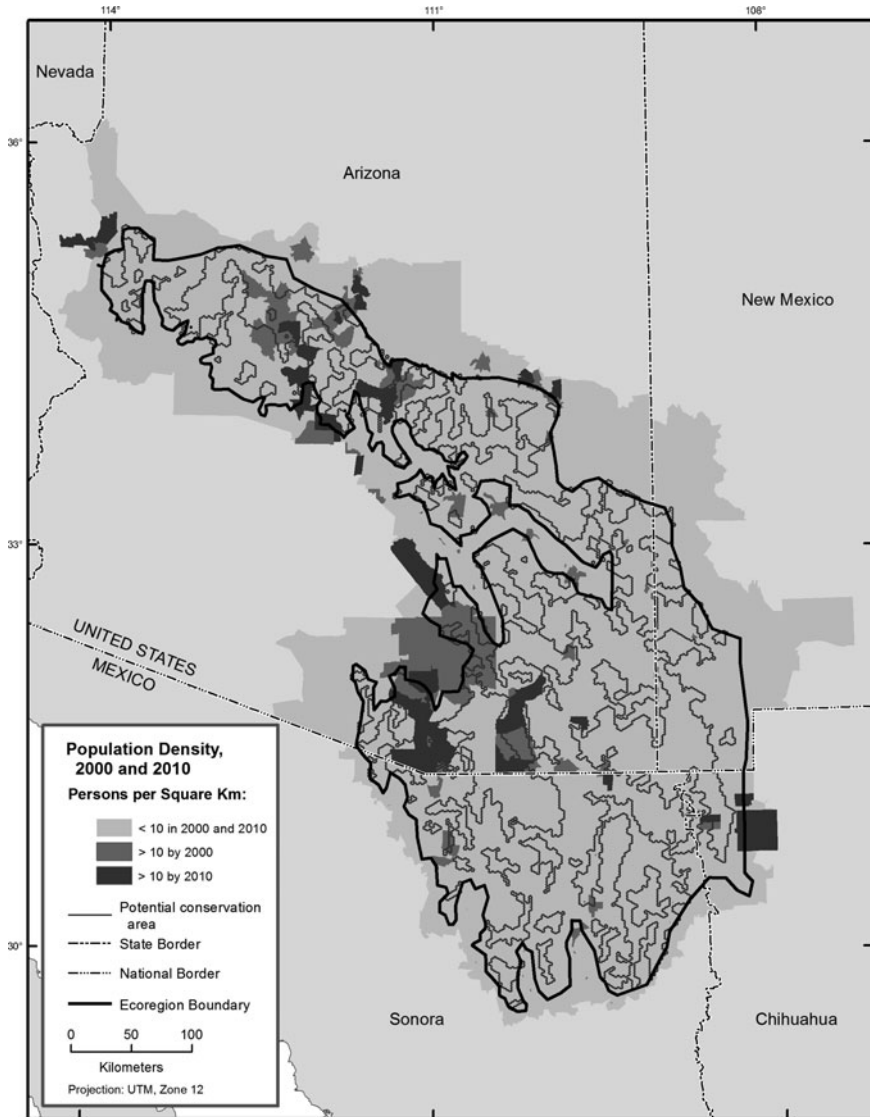 114°
111°
108°
Nevada
36°
Arizona
New Mexico
33°
UNITED STATES
MEXICO
Population Density,
2000 and 2010
Persons per Square Km:
< 10 in 2000 and 2010
> 10 by 2000
> 10 by 2010
Potential conservation
area
State Border
National Border
Ecoregion Boundary
0 50 100
Kilometers
Projection: UTM, Zone 12
30°
Sonora
Chihuahua